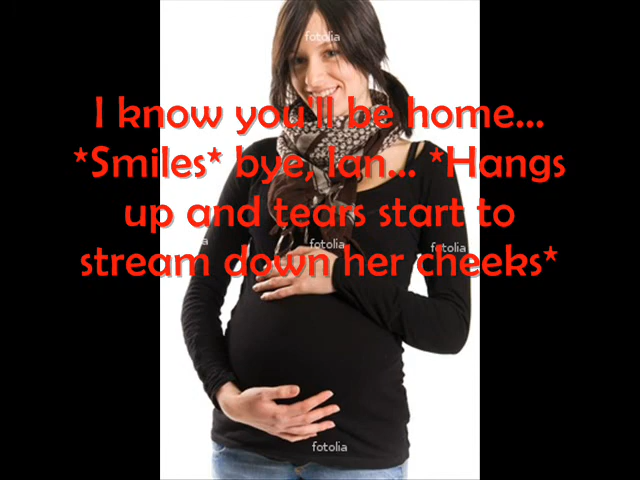 fotolia
I know you'll be home...
*Smiles* bye, Ian... *Hangs
up and tears start to
fotolia
fotolia
stream down her cheeks*
fotolia